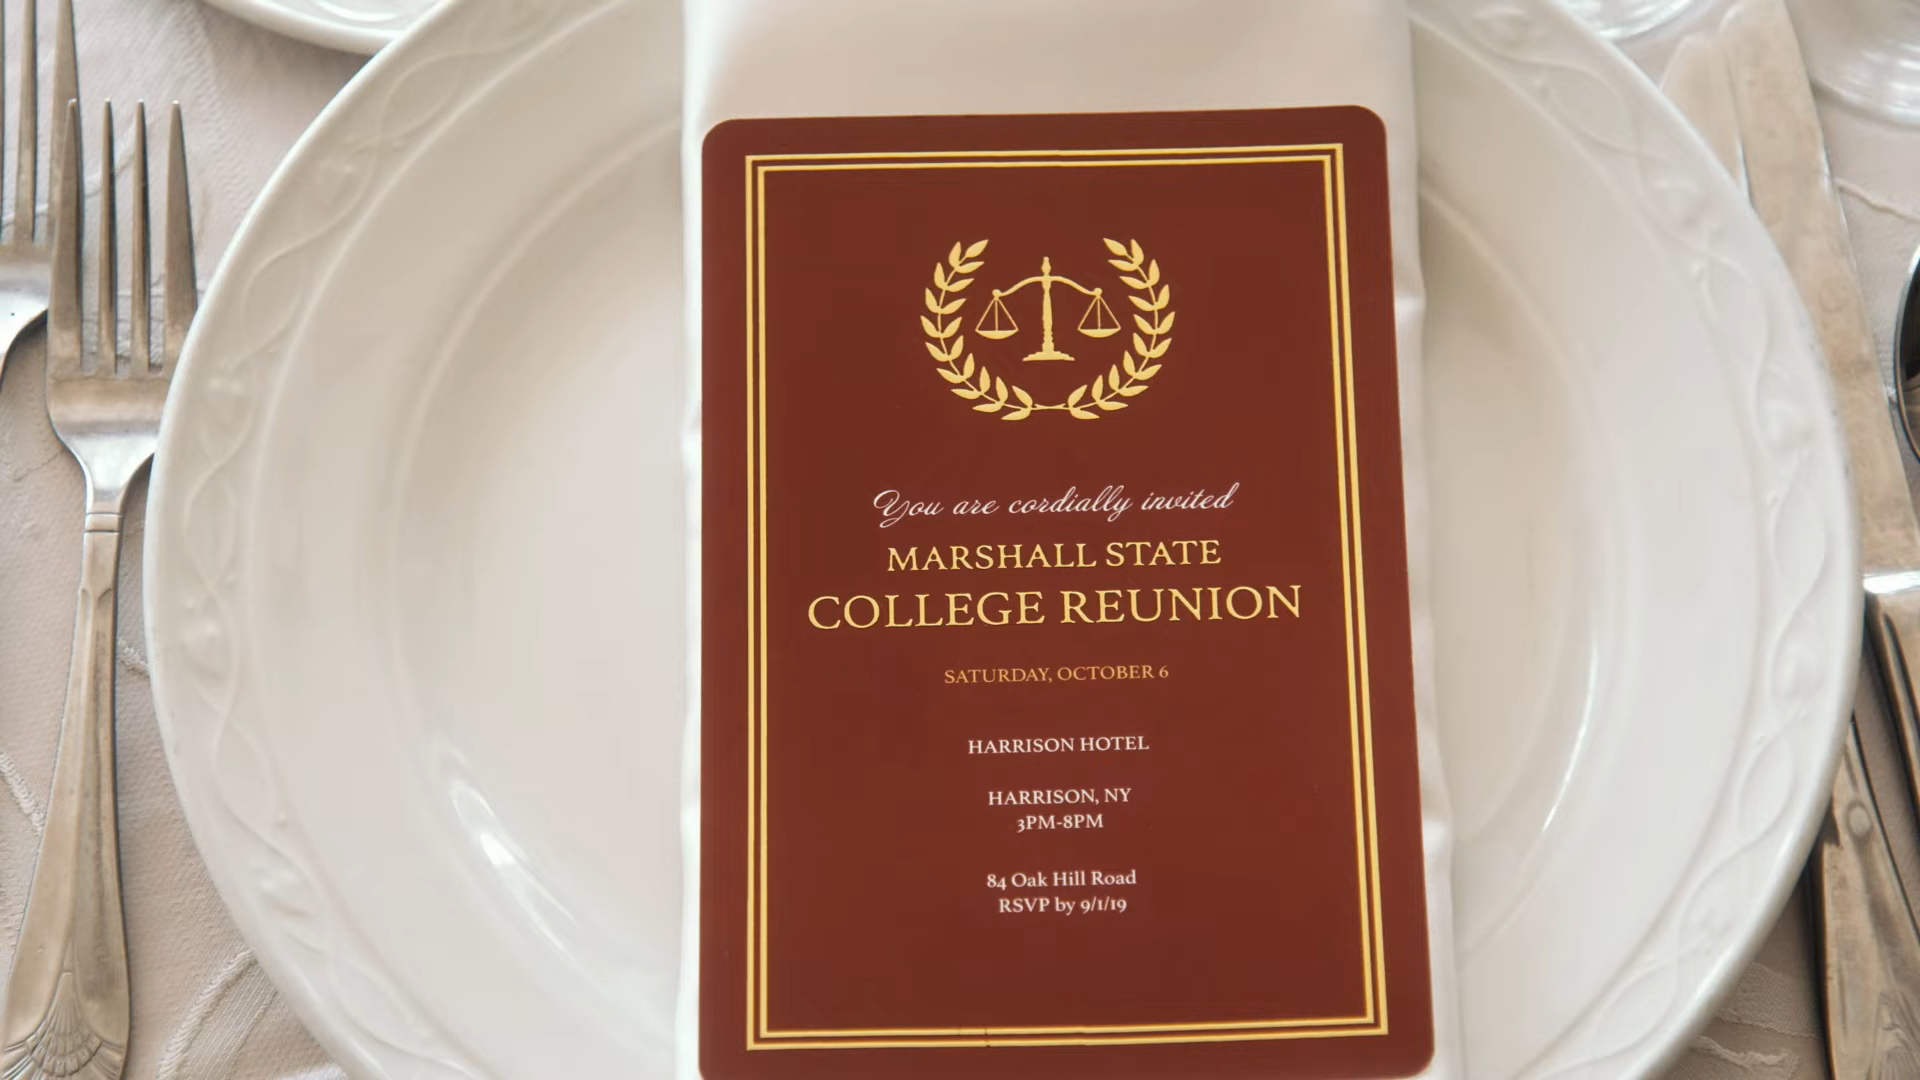 You are cordially invited
MARSHALL STATE
COLLEGE REUNION
SATURDAY, OCTOBER 6
HARRISON HOTEL
HARRISON, NY
3PM-8PM
84 Oak Hill Road
RSVP by 9/1/19